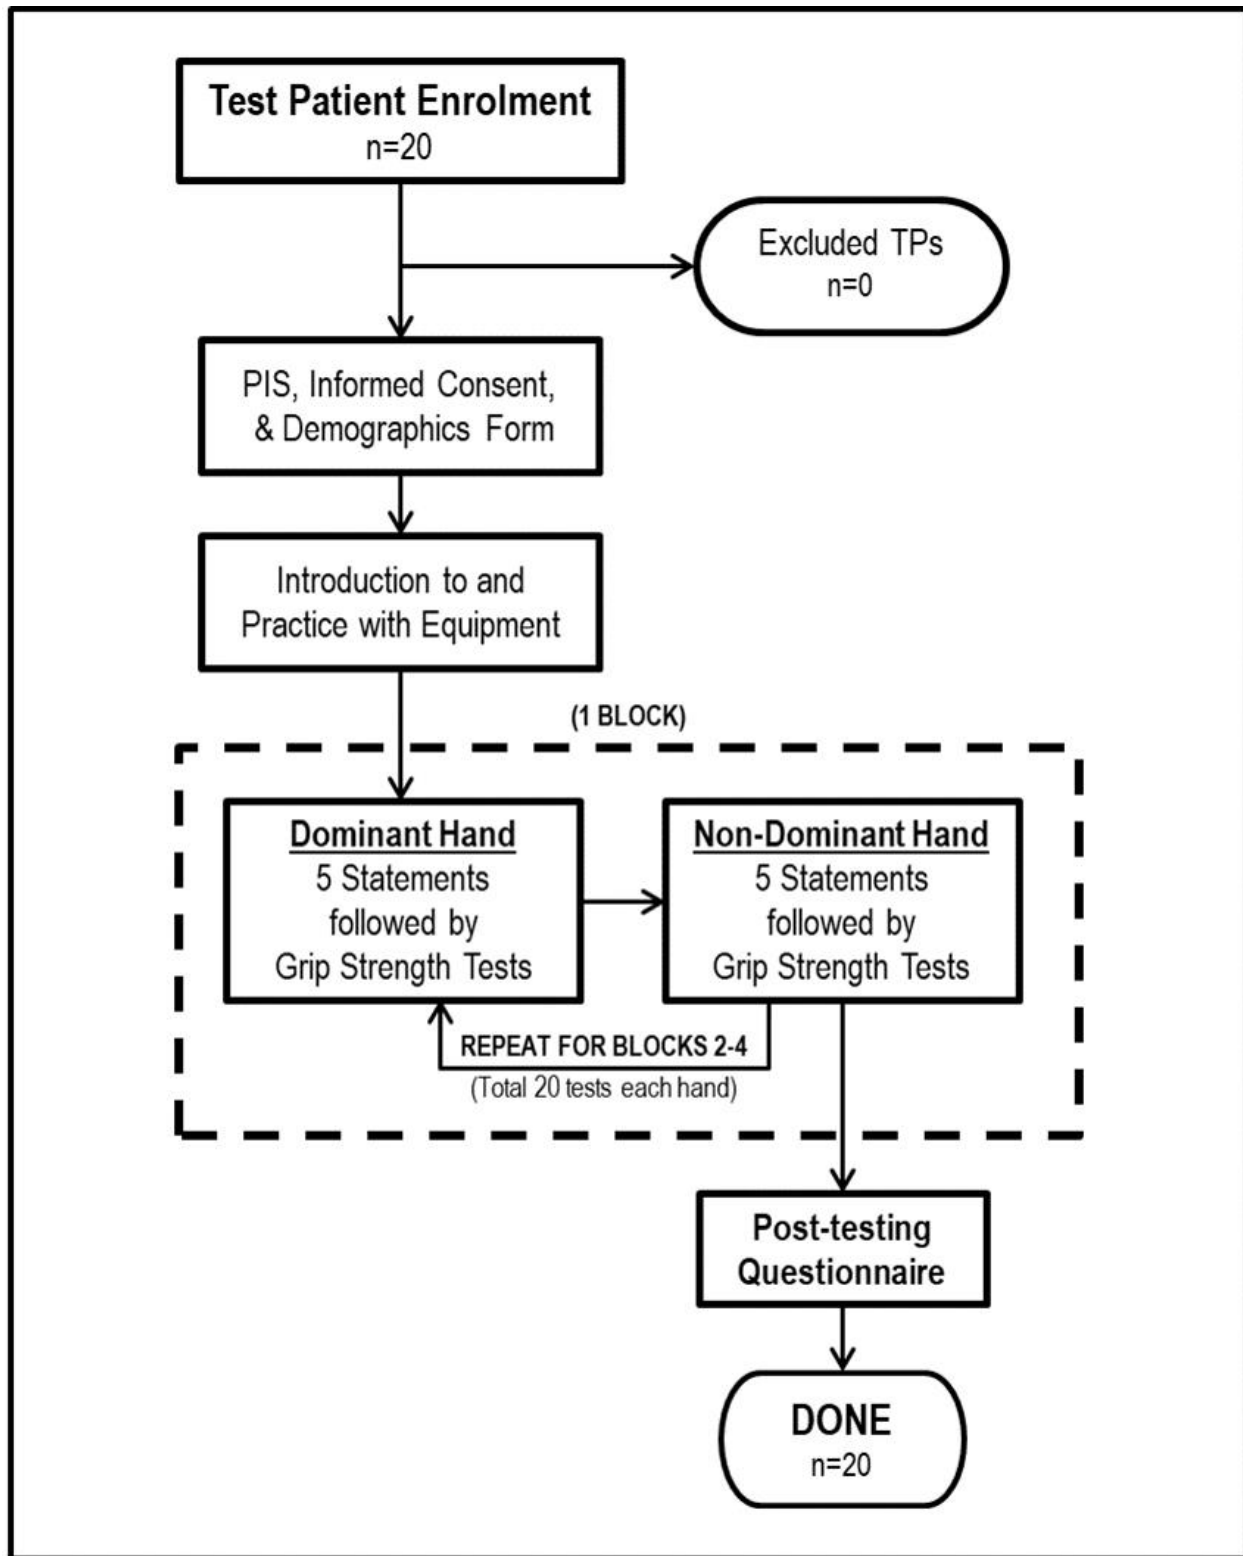 Test Patient Enrolment
n=20
Excluded TPs
n=0
PIS, Informed Consent,
& Demographics Form
Introduction to and
Practice with Equipment
(1 BLOCK)
Dominant Hand
5 Statements
followed by
Grip Strength Tests
Non-Dominant Hand
5 Statements
followed by
Grip Strength Tests
REPEAT FOR BLOCKS 2-4
(Total 20 tests each hand)
Post-testing
Questionnaire
DONE
n=20